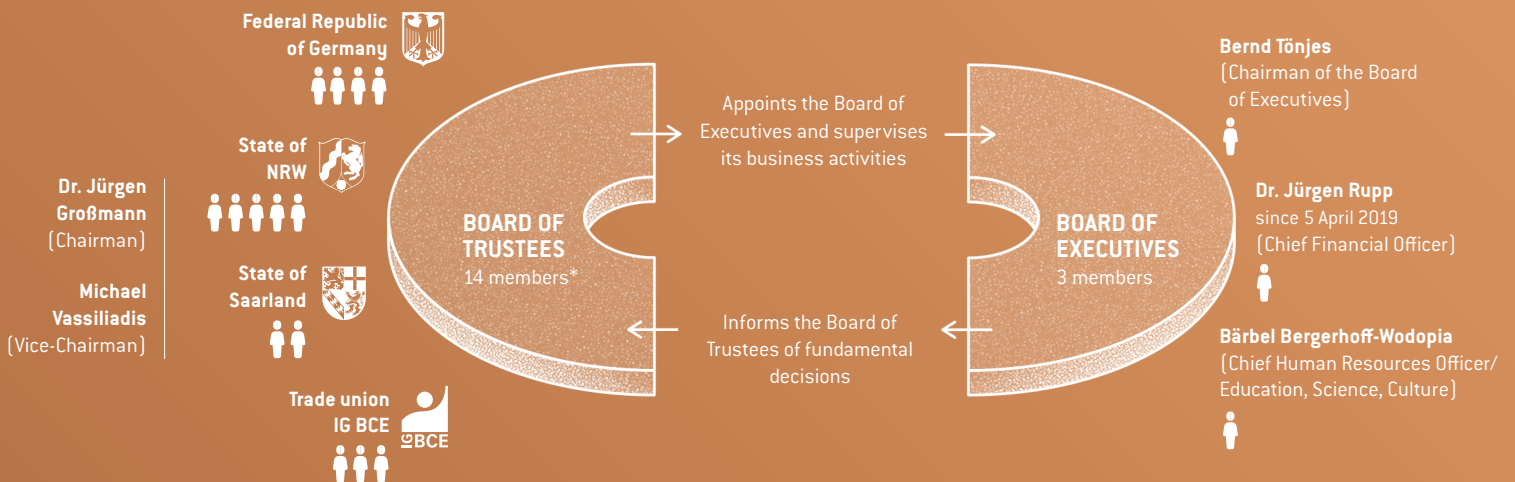 Federal Republic
of Germany
State of
NRW
Dr. Jürgen
Großmann
(Chairman)
Michael
Vassiliadis
(Vice-Chairman)
State of
Saarland
Trade union
IG BCE
IGBCE
BOARD OF
TRUSTEES
14 members*
Appoints the Board of
Executives and supervises
its business activities
Informs the Board of
Trustees of fundamental
decisions
BOARD OF
EXECUTIVES
3 members
Bernd Tönjes
(Chairman of the Board
of Executives)
Dr. Jürgen Rupp
since 5 April 2019
(Chief Financial Officer)
Bärbel Bergerhoff-Wodopia
(Chief Human Resources Officer/
Education, Science, Culture)